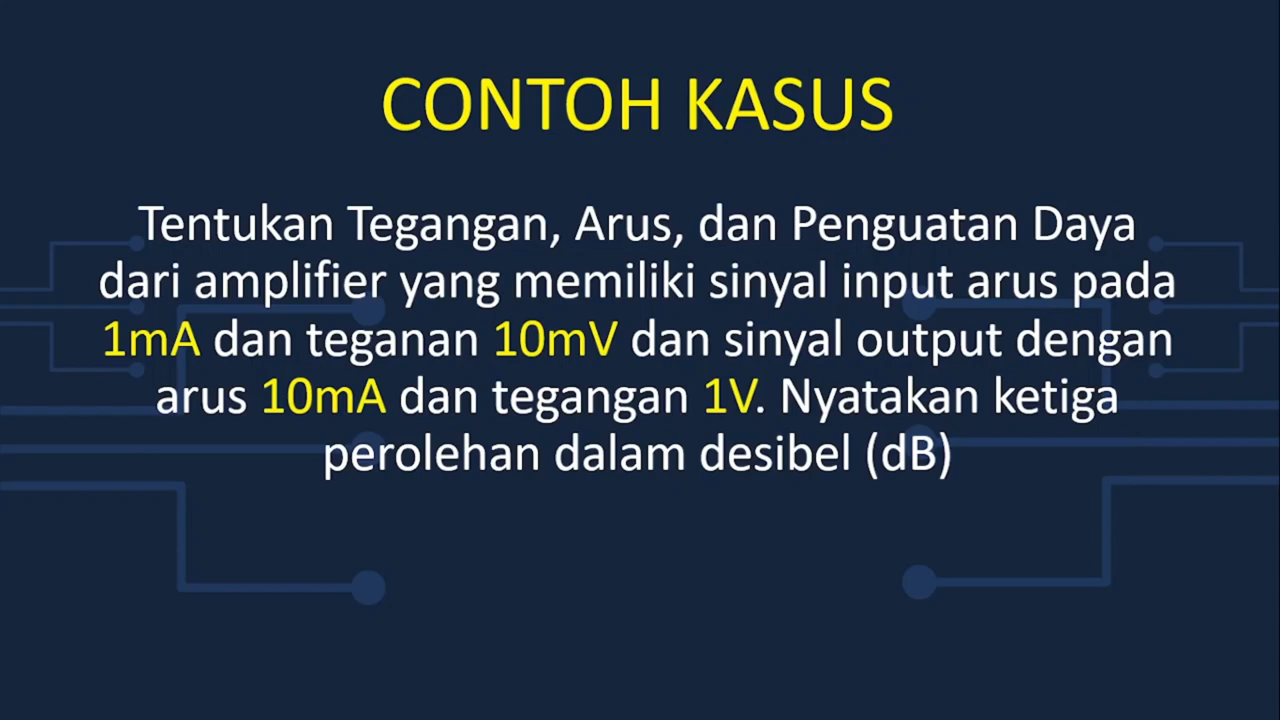 CONTOH KASUS
Tentukan Tegangan, Arus, dan Penguatan Daya
dari amplifier yang memiliki sinyal input arus pada
1mA dan teganan 10mV dan sinyal output dengan
arus 10mA dan tegangan 1V. Nyatakan ketiga
perolehan dalam desibel (dB)